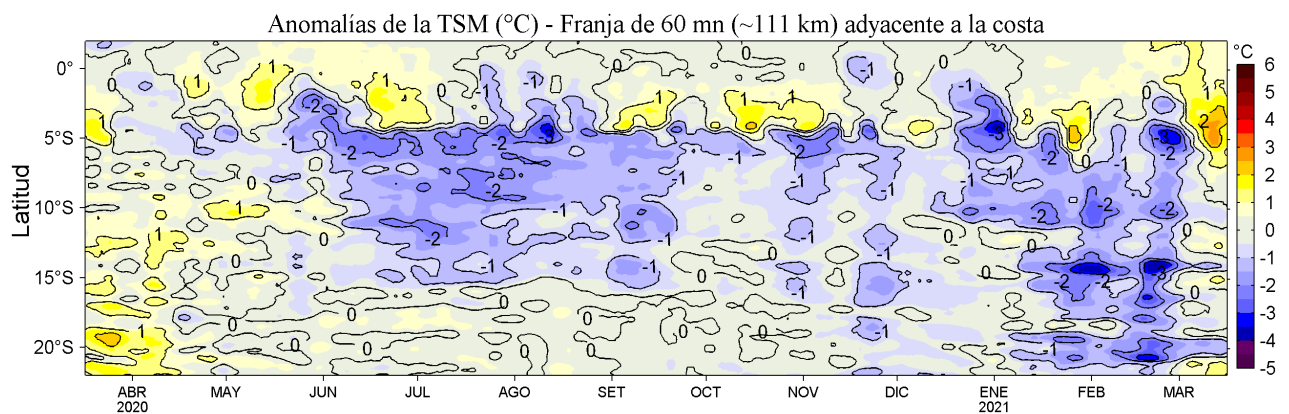 Anomalías de la TSM (°C) - Franja de 60 mn (~111 km) adyacente a la costa
°C
6
5
4
3
2
1
0
-1
-2
-3
-4
-5
Latitud
0°
5°S
10°S
15°S
20°S
ABR MAY JUN JUL AGO SET OCT NOV DIC ENE FEB MAR
2020 2021